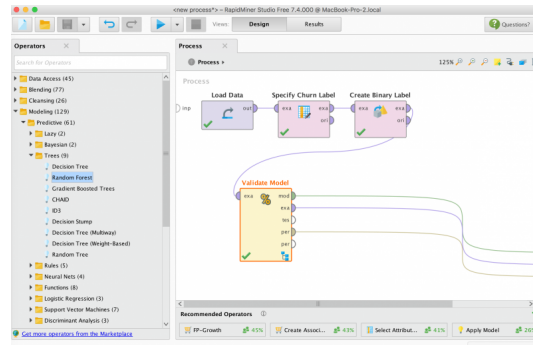 <new process*> – RapidMiner Studio Free 7.4.000 @ MacBook-Pro-2.local
Views: Design Results Questions?
Operators
Process
Search for Operators
Process
125%
Data Access (45)
Blending (77)
Cleansing (26)
Modeling (129)
Predictive (61)
Lazy (2)
Bayesian (2)
Trees (9)
Decision Tree
Random Forest
Gradient Boosted Trees
CHAID
ID3
Decision Stump
Decision Tree (Multiway)
Decision Tree (Weight-Based)
Random Tree
Rules (5)
Neural Nets (4)
Functions (8)
Logistic Regression (3)
Support Vector Machines (7)
Discriminant Analysis (3)
Get more operators from the Marketplace
Process
Load Data Specify Churn Label Create Binary Label
inp out exa exa exa exa
ori ori
Validate Model
exa mod
exa
tes
per
per
Recommended Operators
FP-Growth 45% Create Associ... 43% Select Attribut... 41% Apply Model